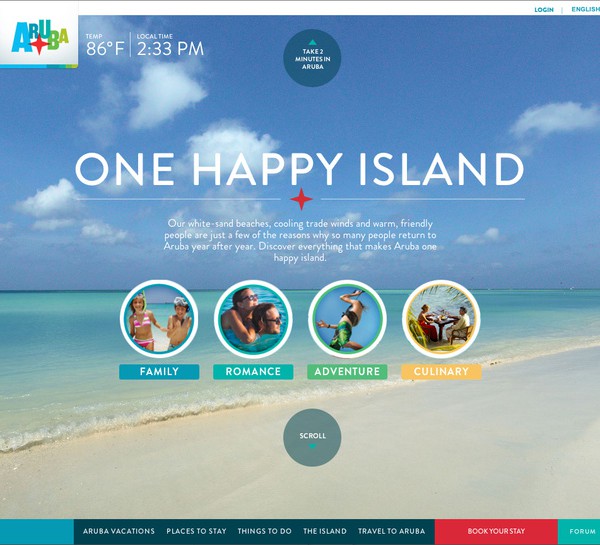 LOGIN | ENGLISH
ARUBA
TEMP
86°F
LOCAL TIME
2:33 PM
TAKE 2
MINUTES IN
ARUBA
ONE HAPPY ISLAND
Our white-sand beaches, cooling trade winds and warm, friendly
people are just a few of the reasons why so many people return to
Aruba year after year. Discover everything that makes Aruba one
happy island.
FAMILY
ROMANCE
ADVENTURE
CULINARY
SCROLL
ARUBA VACATIONS PLACES TO STAY THINGS TO DO THE ISLAND TRAVEL TO ARUBA BOOK YOUR STAY FORUM